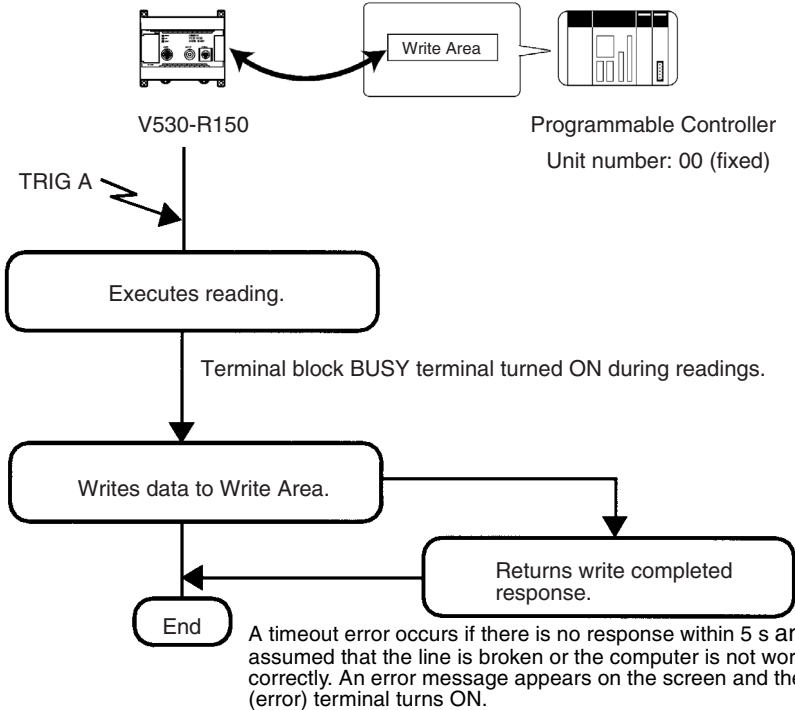 Write Area
V530-R150
Programmable Controller
Unit number: 00 (fixed)
TRIG A
Executes reading.
Terminal block BUSY terminal turned ON during readings.
Writes data to Write Area.
Returns write completed
response.
End
A timeout error occurs if there is no response within 5 s
assumed that the line is broken or the computer is not
correctly. An error message appears on the screen and
(error) terminal turns ON.